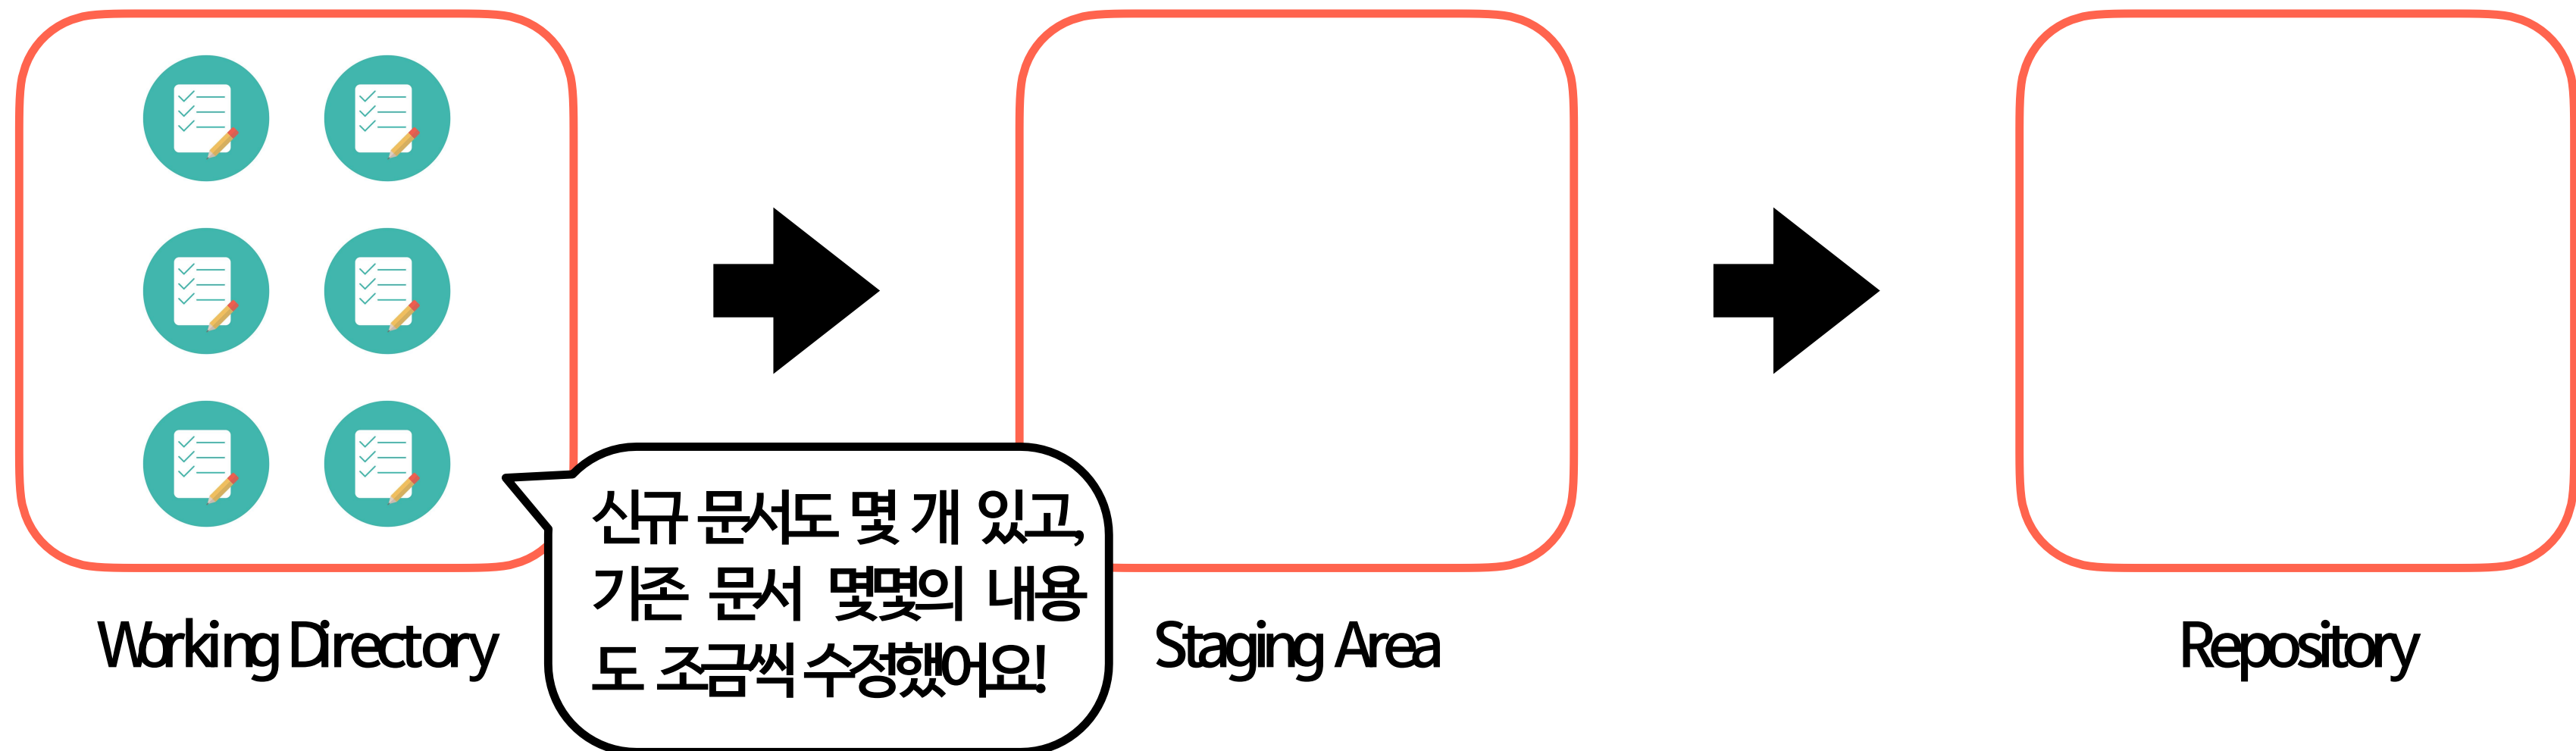 신규 문서도 몇 개 있고,
기존 문서 몇몇의 내용
도 조금씩 수정했어요!
Working Directory
Staging Area
Repository